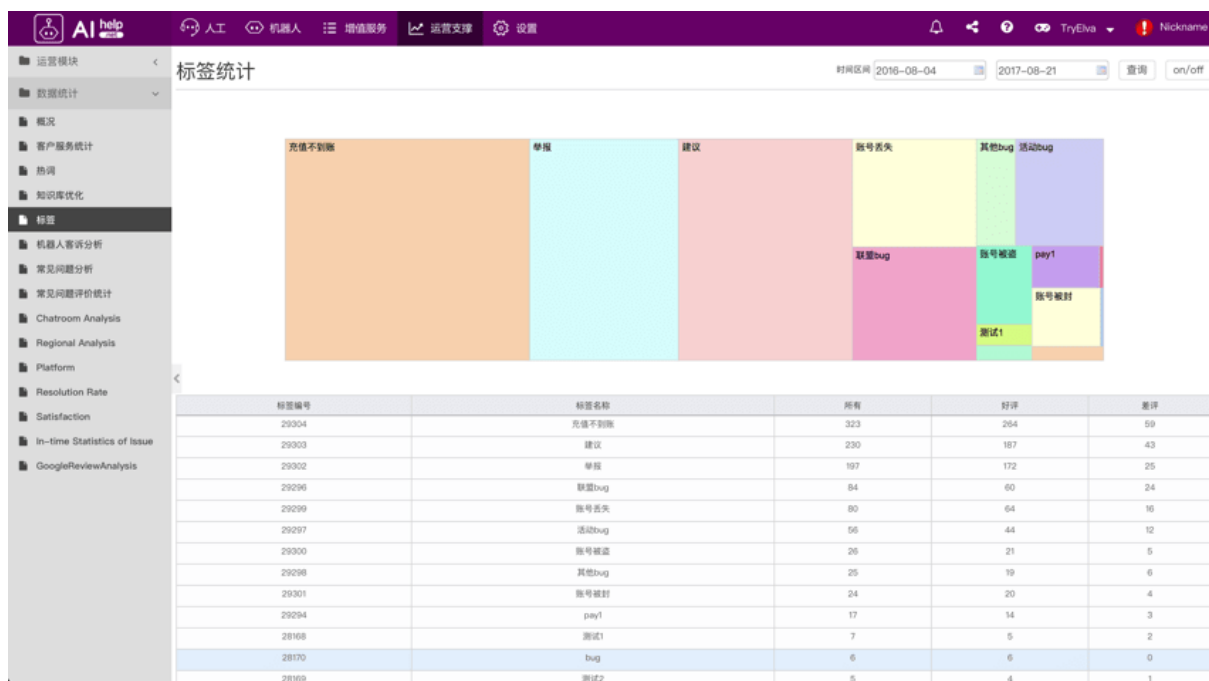 AI help .net 人工 机器人 增值服务 运营支撑 设置 TryElva Nickname
运营模块
数据统计
概况
客户服务统计
热词
知识库优化
标签
机器人客诉分析
常见问题分析
常见问题评价统计
Chatroom Analysis
Regional Analysis
Platform
Resolution Rate
Satisfaction
In-time Statistics of Issue
GoogleReviewAnalysis
标签统计 时间区间 2016-08-04 2017-08-21 查询 on/off
充值不到账 举报 建议 账号丢失 其他bug 活动bug
联盟bug 账号被盗 pay1
账号被封
测试1
标签编号 标签名称 所有 好评 差评
29304 充值不到账 323 264 59
29303 建议 230 187 43
29302 举报 197 172 25
29296 联盟bug 84 60 24
29299 账号丢失 80 64 16
29297 活动bug 56 44 12
29300 账号被盗 26 21 5
29298 其他bug 25 19 6
29301 账号被封 24 20 4
29294 pay1 17 14 3
28168 测试1 7 5 2
28170 bug 6 6 0
28169 测试2 5 4 1